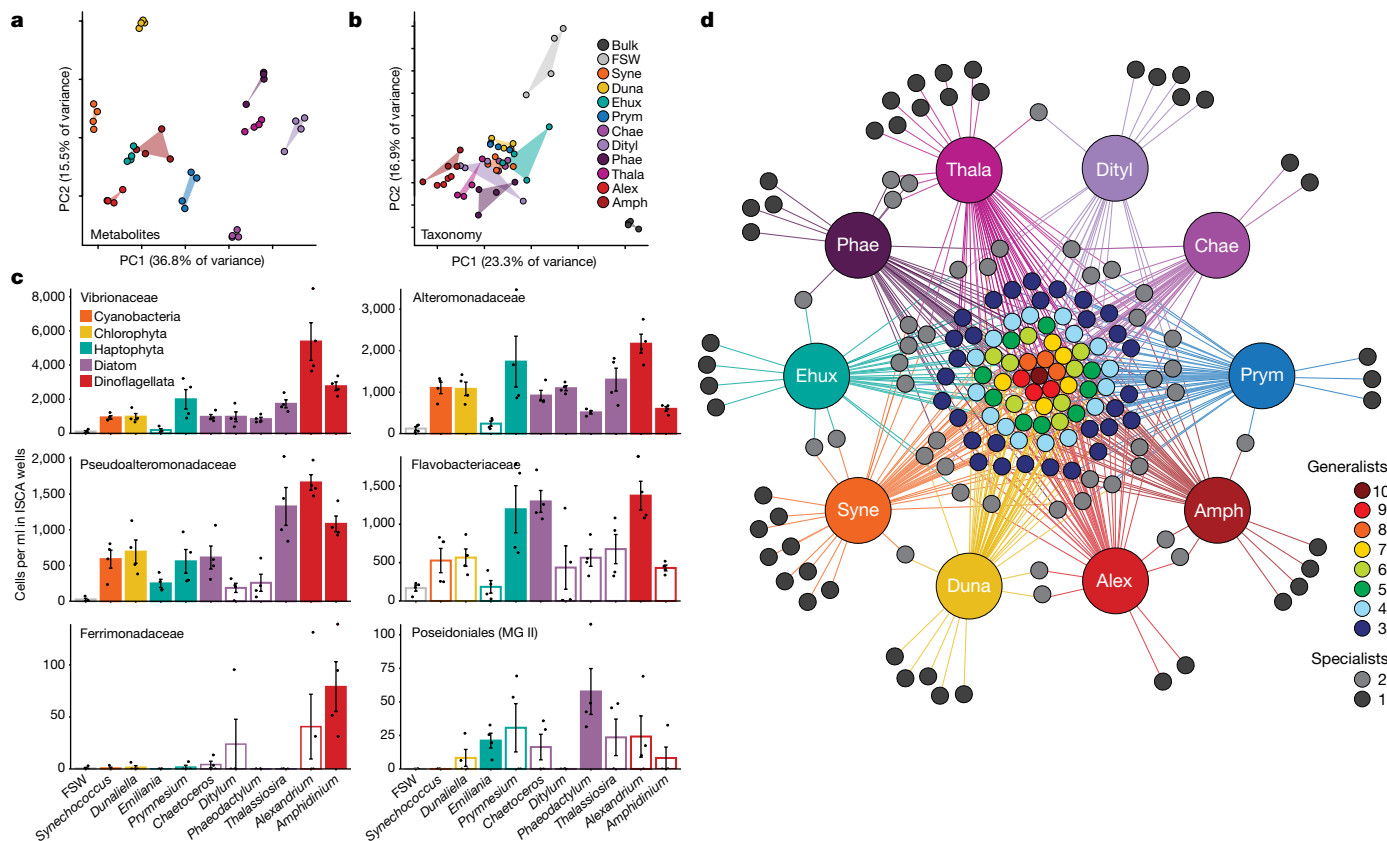 a
PC2 (15.5% of variance)
Metabolites
PC1 (36.8% of variance)
b
PC2 (16.9% of variance)
Taxonomy
PC1 (23.3% of variance)
Bulk
FSW
Syne
Duna
Ehux
Prym
Chae
Dityl
Phae
Thala
Alex
Amph
c
Cells per ml in ISCA wells
Vibrionaceae
8,000
6,000
4,000
2,000
0
Cyanobacteria
Chlorophyta
Haptophyta
Diatom
Dinoflagellata
Alteromonadaceae
3,000
2,000
1,000
0
Pseudoalteromonadaceae
2,000
1,500
1,000
500
0
Flavobacteriaceae
1,500
1,000
500
0
Ferrimonadaceae
100
50
0
Poseidoniales (MG II)
100
75
50
25
0
FSW
Synechococcus
Dunaliella
Emiliania
Prymnesium
Chaetoceros
Ditylum
Phaeodactylum
Thalassiosira
Alexandrium
Amphidinium
FSW
Synechococcus
Dunaliella
Emiliania
Prymnesium
Chaetoceros
Ditylum
Phaeodactylum
Thalassiosira
Alexandrium
Amphidinium
d
Thala
Dityl
Phae
Chae
Ehux
Prym
Syne
Amph
Duna
Alex
Generalists
10
9
8
7
6
5
4
3
Specialists
2
1